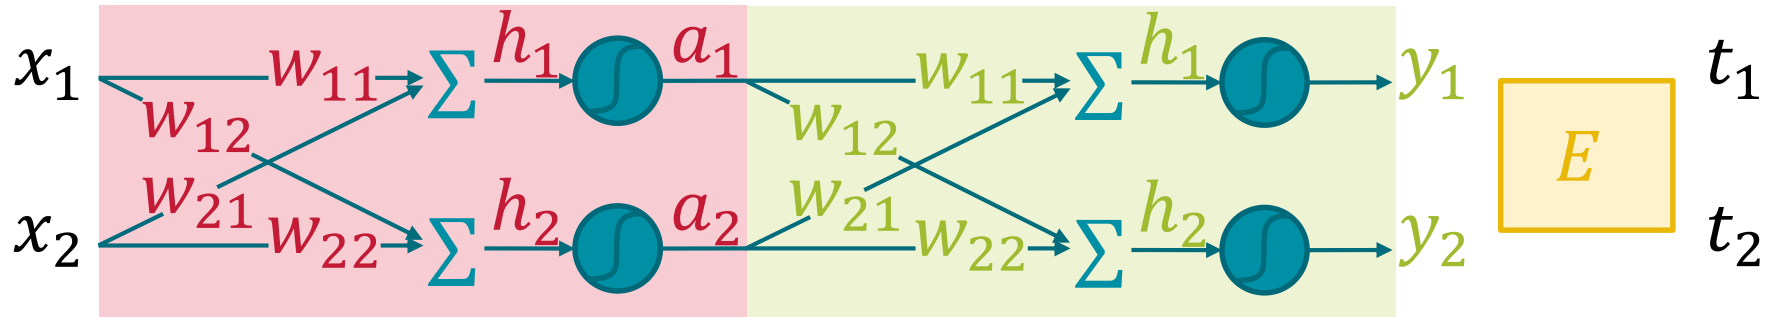 x₁ w₁₁ ∑ h₁ a₁ w₁₁ ∑ h₁ y₁ t₁
w₁₂ w₁₂
E
w₂₁ w₂₁
x₂ w₂₂ ∑ h₂ a₂ w₂₂ ∑ h₂ y₂ t₂